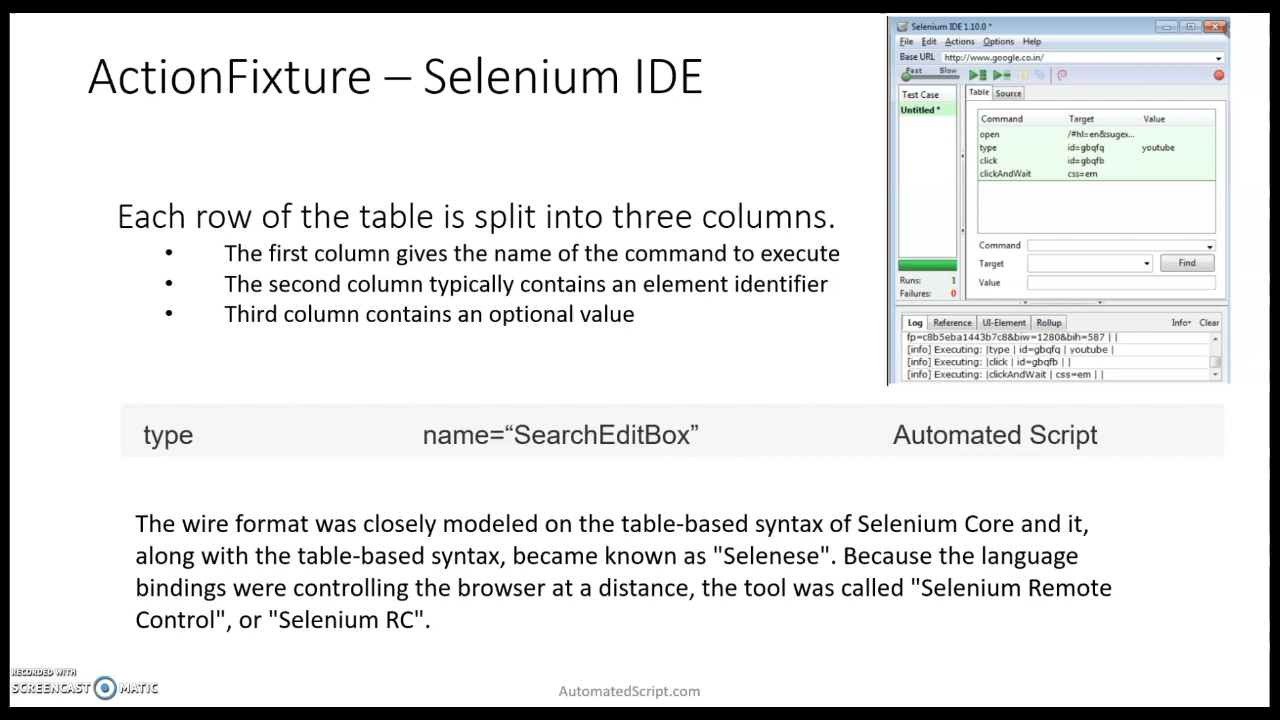 ActionFixture – Selenium IDE
Each row of the table is split into three columns.
• The first column gives the name of the command to execute
• The second column typically contains an element identifier
• Third column contains an optional value
Selenium IDE 1.10.0 *
File Edit Actions Options Help
Base URL http://www.google.co.in/
Fast Slow
Test Case
Untitled *
Table Source
Command Target Value
open /#hl=en&sugex...
type id=gbqfq youtube
click id=gbqfb
clickAndWait css=em
Command
Target Find
Value
Runs: 1
Failures: 0
Log Reference UI-Element Rollup Info Clear
fp=c8b5eba1443b7c8&biw=1280&bih=587 | |
[info] Executing: |type | id=gbqfq | youtube |
[info] Executing: |click | id=gbqfb | |
[info] Executing: |clickAndWait | css=em | |
type name=“SearchEditBox” Automated Script
The wire format was closely modeled on the table-based syntax of Selenium Core and it,
along with the table-based syntax, became known as "Selenese". Because the language
bindings were controlling the browser at a distance, the tool was called "Selenium Remote
Control", or "Selenium RC".
RECORDED WITH
SCREENCAST MATIC
AutomatedScript.com